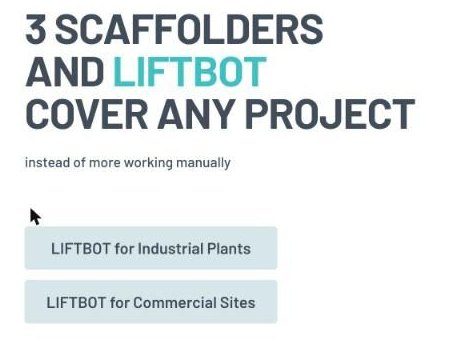 3 SCAFFOLDERS
AND LIFTBOT
COVER ANY PROJECT
instead of more working manually
LIFTBOT for Industrial Plants
LIFTBOT for Commercial Sites